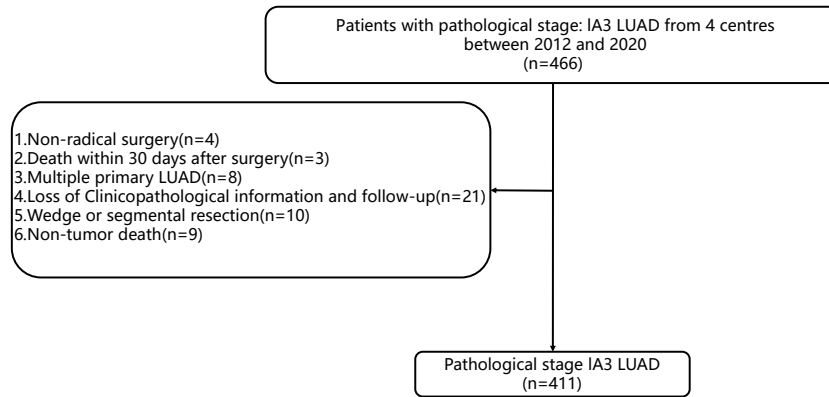 Patients with pathological stage: IA3 LUAD from 4 centres
between 2012 and 2020
(n=466)
1.Non-radical surgery(n=4)
2.Death within 30 days after surgery(n=3)
3.Multiple primary LUAD(n=8)
4.Loss of Clinicopathological information and follow-up(n=21)
5.Wedge or segmental resection(n=10)
6.Non-tumor death(n=9)
Pathological stage IA3 LUAD
(n=411)